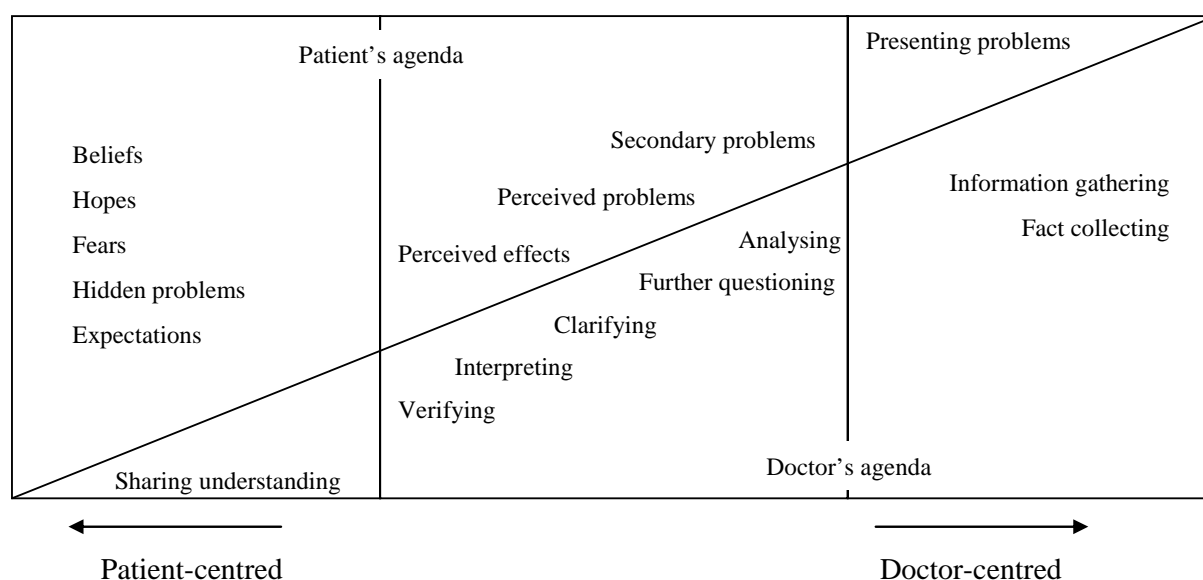 Patient’s agenda
Presenting problems
Beliefs
Hopes
Fears
Hidden problems
Expectations
Secondary problems
Perceived problems
Perceived effects
Information gathering
Fact collecting
Analysing
Further questioning
Clarifying
Interpreting
Verifying
Sharing understanding
Doctor’s agenda
Patient-centred
Doctor-centred